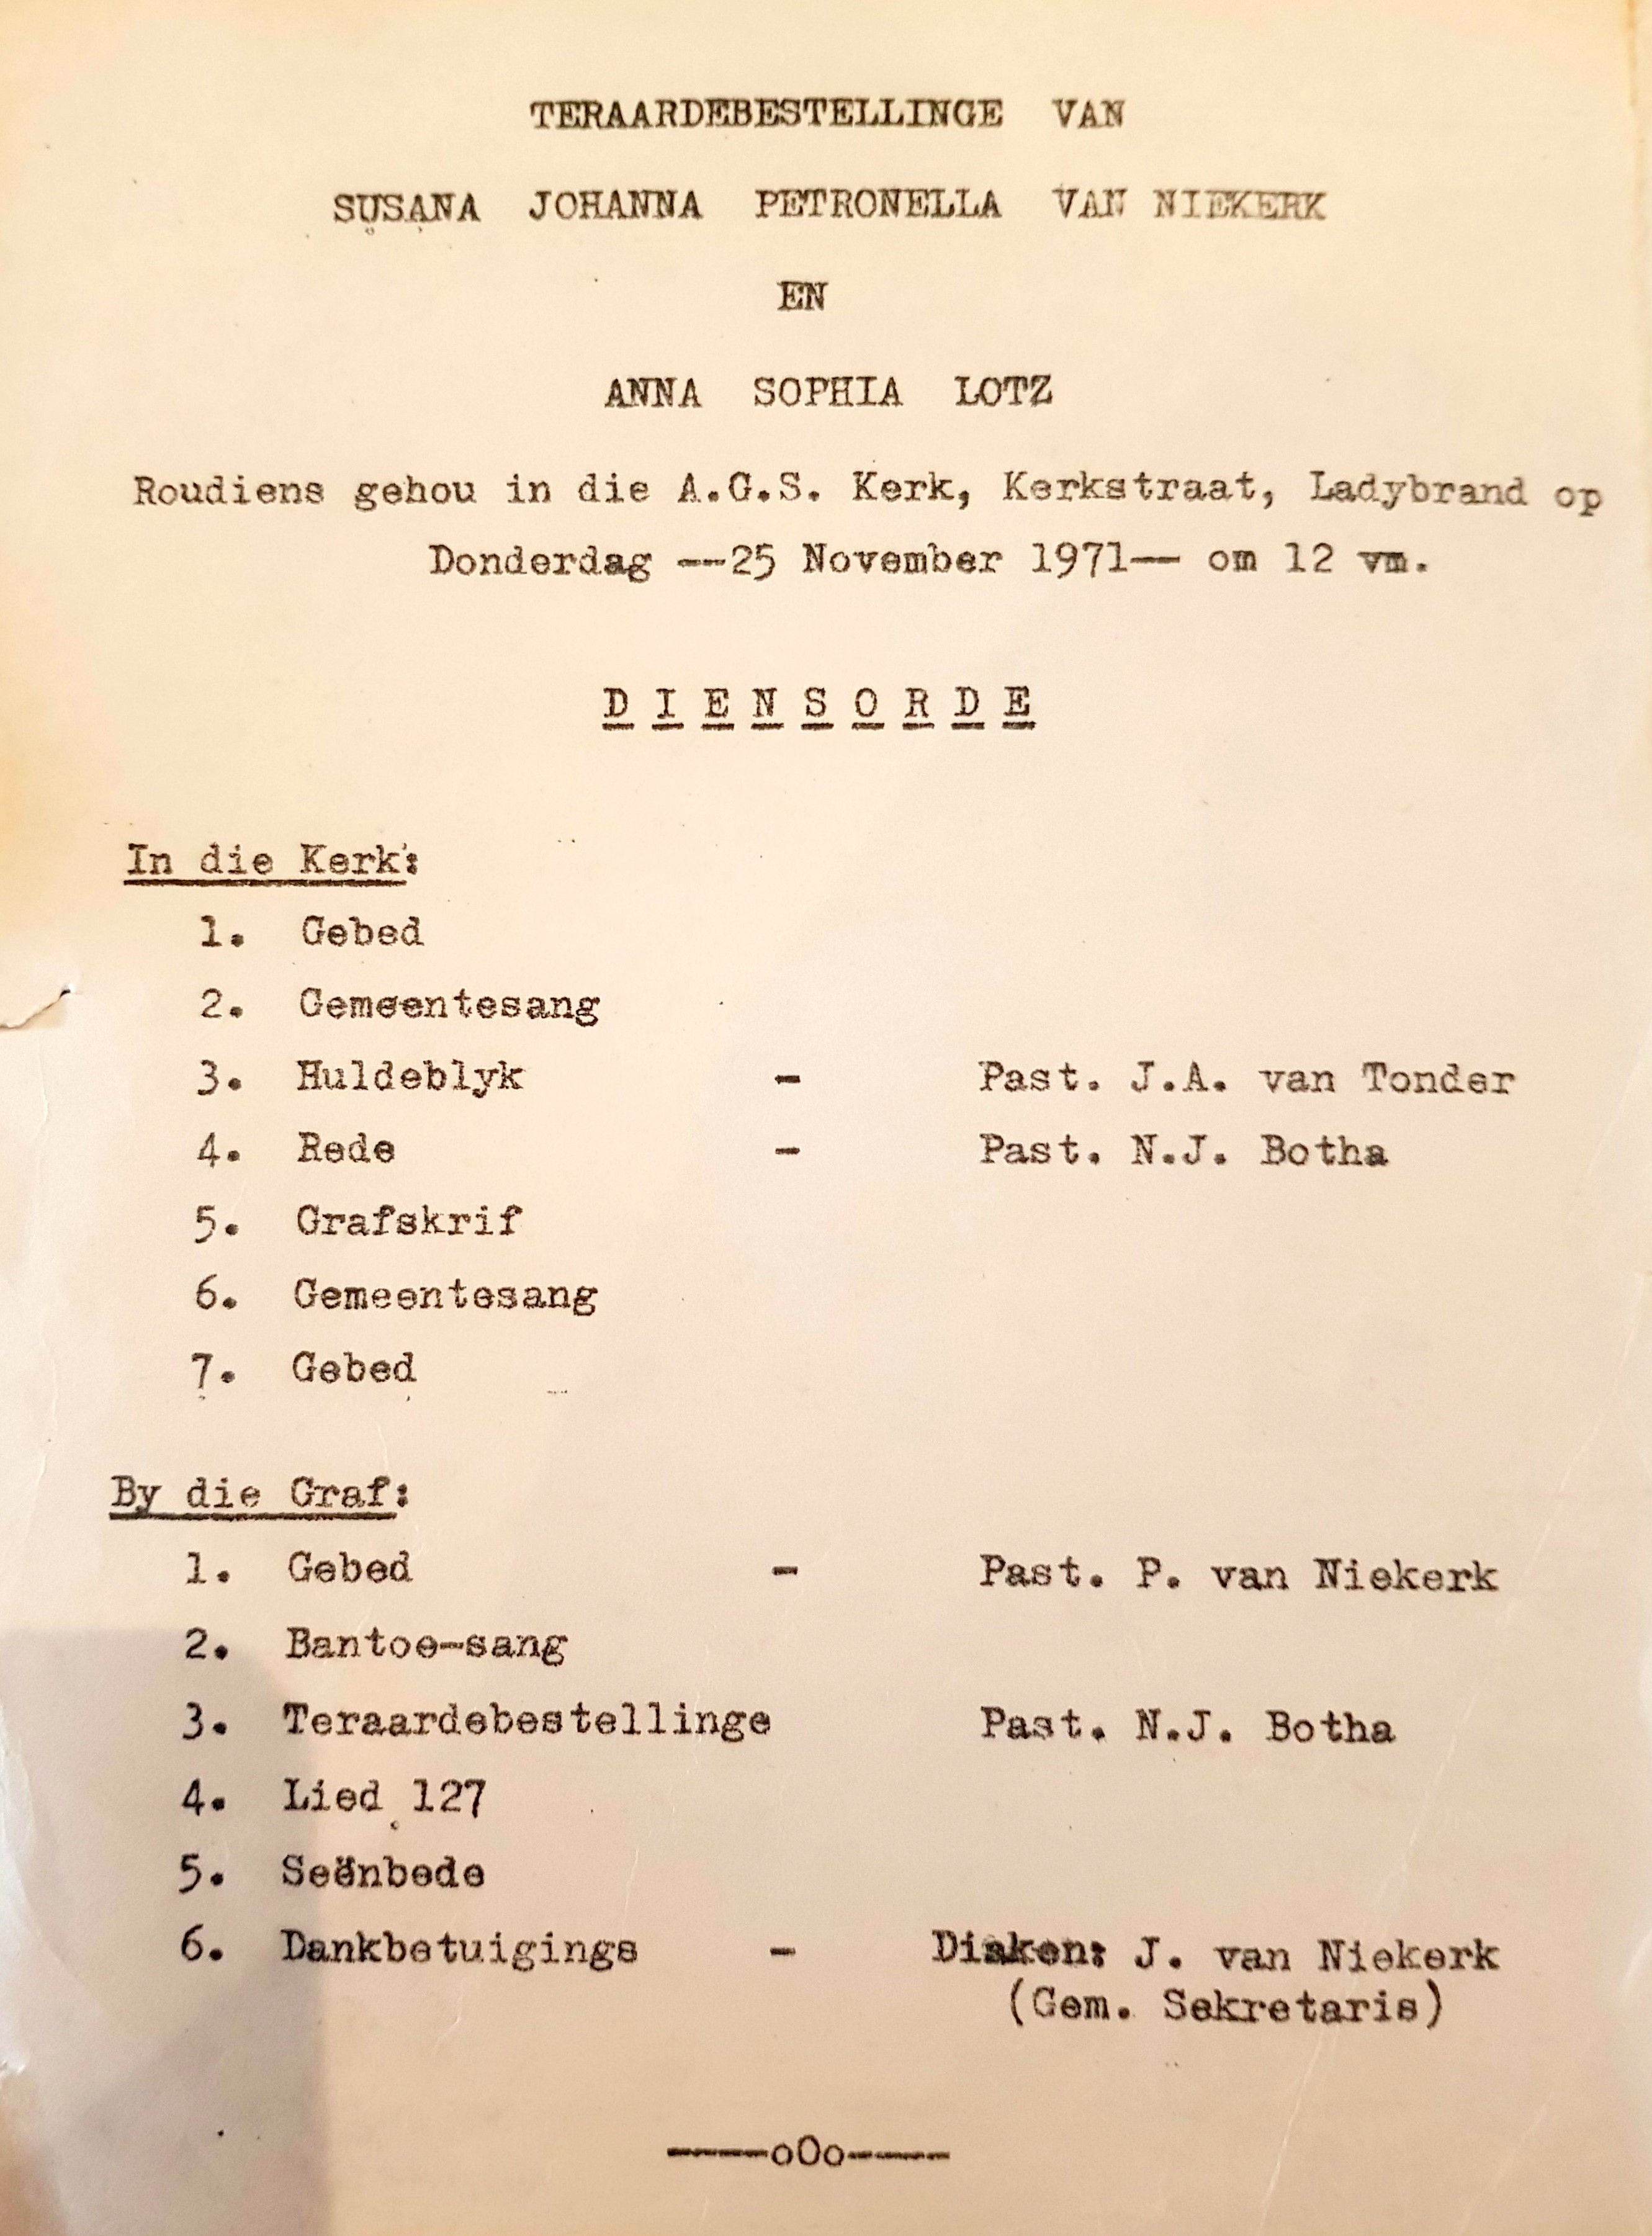 TERAARDEBESTELLINGE VAN
SUSANA JOHANNA PETRONELLA VAN NIEKERK
EN
ANNA SOPHIA LOTZ
Roudiens gehou in die A.G.S. Kerk, Kerkstraat, Ladybrand op
Donderdag --25 November 1971-- om 12 vm.
D I E N S O R D E
In die Kerk:
1. Gebed
2. Gemeentesang
3. Huldeblyk - Past. J.A. van Tonder
4. Rede - Past. N.J. Botha
5. Grafskrif
6. Gemeentesang
7. Gebed
By die Graf:
1. Gebed - Past. P. van Niekerk
2. Bantoe-sang
3. Teraardebestellinge Past. N.J. Botha
4. Lied 127
5. Seënbede
6. Dankbetuigings - Diaken: J. van Niekerk
(Gem. Sekretaris)
----oOo----